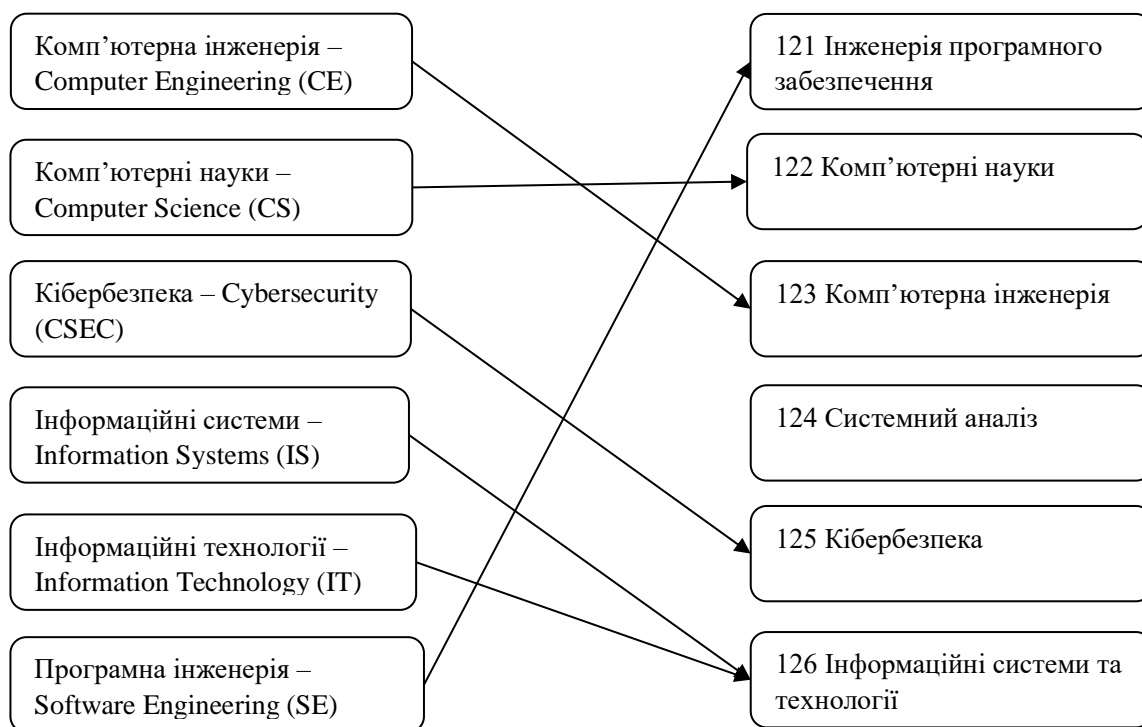 Комп’ютерна інженерія –
Computer Engineering (CE)
Комп’ютерні науки –
Computer Science (CS)
Кібербезпека – Cybersecurity
(CSEC)
Інформаційні системи –
Information Systems (IS)
Інформаційні технології –
Information Technology (IT)
Програмна інженерія –
Software Engineering (SE)
121 Інженерія програмного
забезпечення
122 Комп’ютерні науки
123 Комп’ютерна інженерія
124 Системний аналіз
125 Кібербезпека
126 Інформаційні системи та
технології